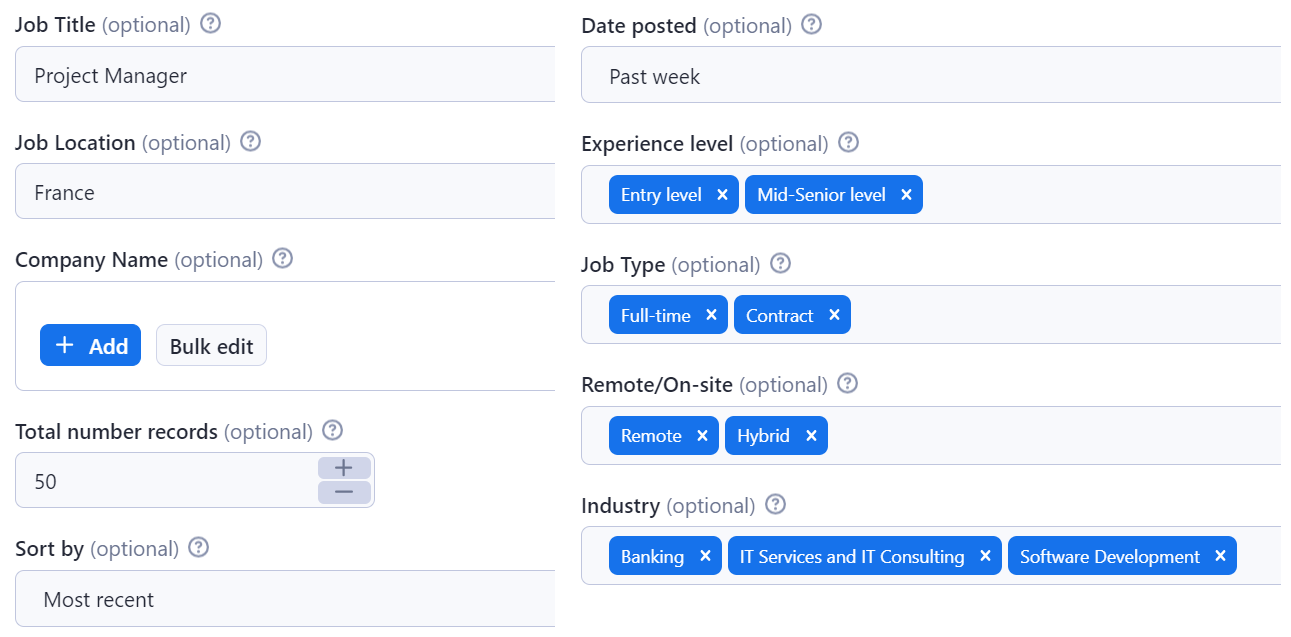 Job Title (optional) ?
Project Manager
Job Location (optional) ?
France
Company Name (optional) ?
+ Add Bulk edit
Total number records (optional) ?
50
Sort by (optional) ?
Most recent
Date posted (optional) ?
Past week
Experience level (optional) ?
Entry level × Mid-Senior level ×
Job Type (optional) ?
Full-time × Contract ×
Remote/On-site (optional) ?
Remote × Hybrid ×
Industry (optional) ?
Banking × IT Services and IT Consulting × Software Development ×